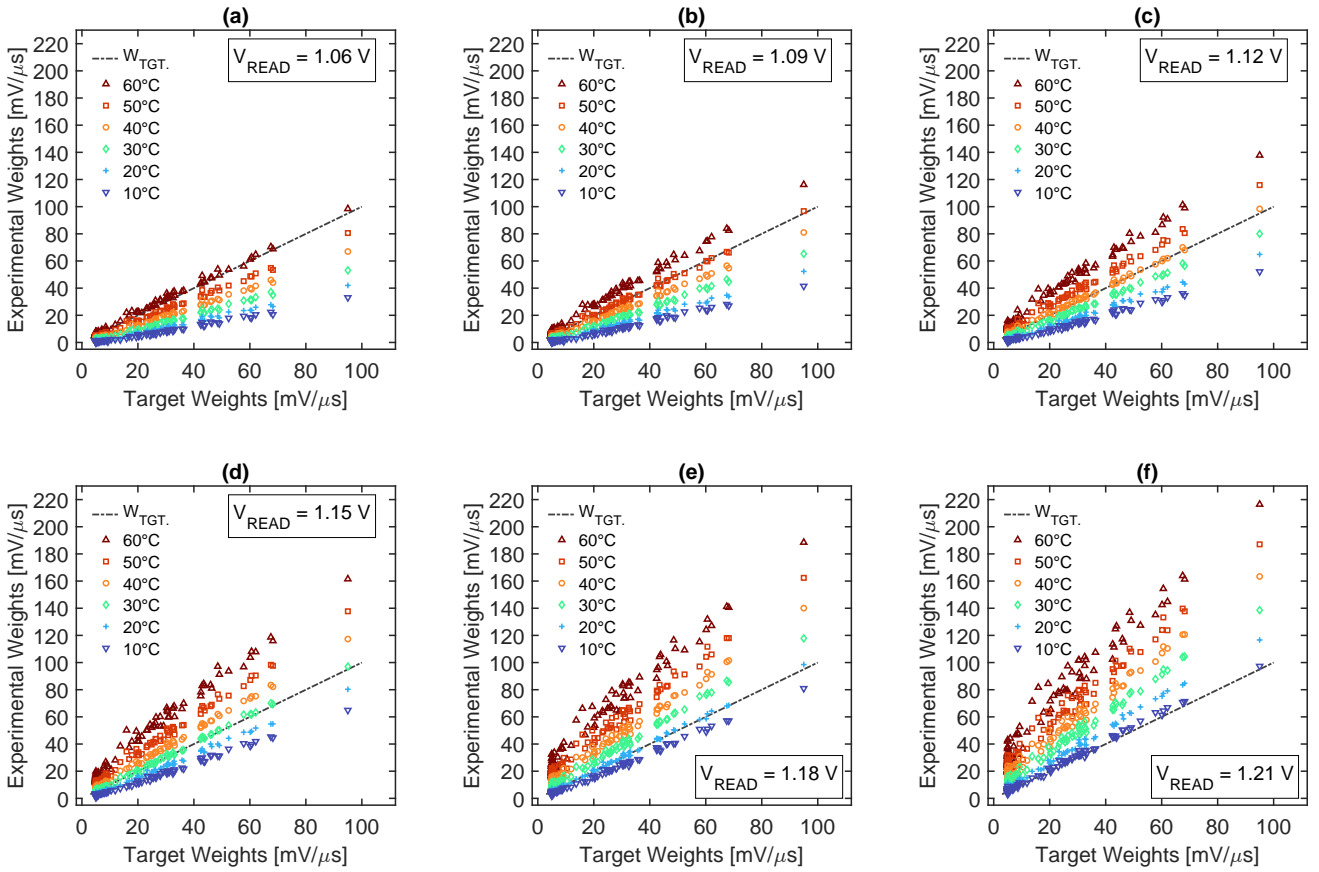 (a)
Experimental Weights [mV/μs]
220
200
180
160
140
120
100
80
60
40
20
0
W_TGT.
60°C
50°C
40°C
30°C
20°C
10°C
V_READ = 1.06 V
0 20 40 60 80 100
Target Weights [mV/μs]
(b)
Experimental Weights [mV/μs]
220
200
180
160
140
120
100
80
60
40
20
0
W_TGT.
60°C
50°C
40°C
30°C
20°C
10°C
V_READ = 1.09 V
0 20 40 60 80 100
Target Weights [mV/μs]
(c)
Experimental Weights [mV/μs]
220
200
180
160
140
120
100
80
60
40
20
0
W_TGT.
60°C
50°C
40°C
30°C
20°C
10°C
V_READ = 1.12 V
0 20 40 60 80 100
Target Weights [mV/μs]
(d)
Experimental Weights [mV/μs]
220
200
180
160
140
120
100
80
60
40
20
0
W_TGT.
60°C
50°C
40°C
30°C
20°C
10°C
V_READ = 1.15 V
0 20 40 60 80 100
Target Weights [mV/μs]
(e)
Experimental Weights [mV/μs]
220
200
180
160
140
120
100
80
60
40
20
0
W_TGT.
60°C
50°C
40°C
30°C
20°C
10°C
V_READ = 1.18 V
0 20 40 60 80 100
Target Weights [mV/μs]
(f)
Experimental Weights [mV/μs]
220
200
180
160
140
120
100
80
60
40
20
0
W_TGT.
60°C
50°C
40°C
30°C
20°C
10°C
V_READ = 1.21 V
0 20 40 60 80 100
Target Weights [mV/μs]